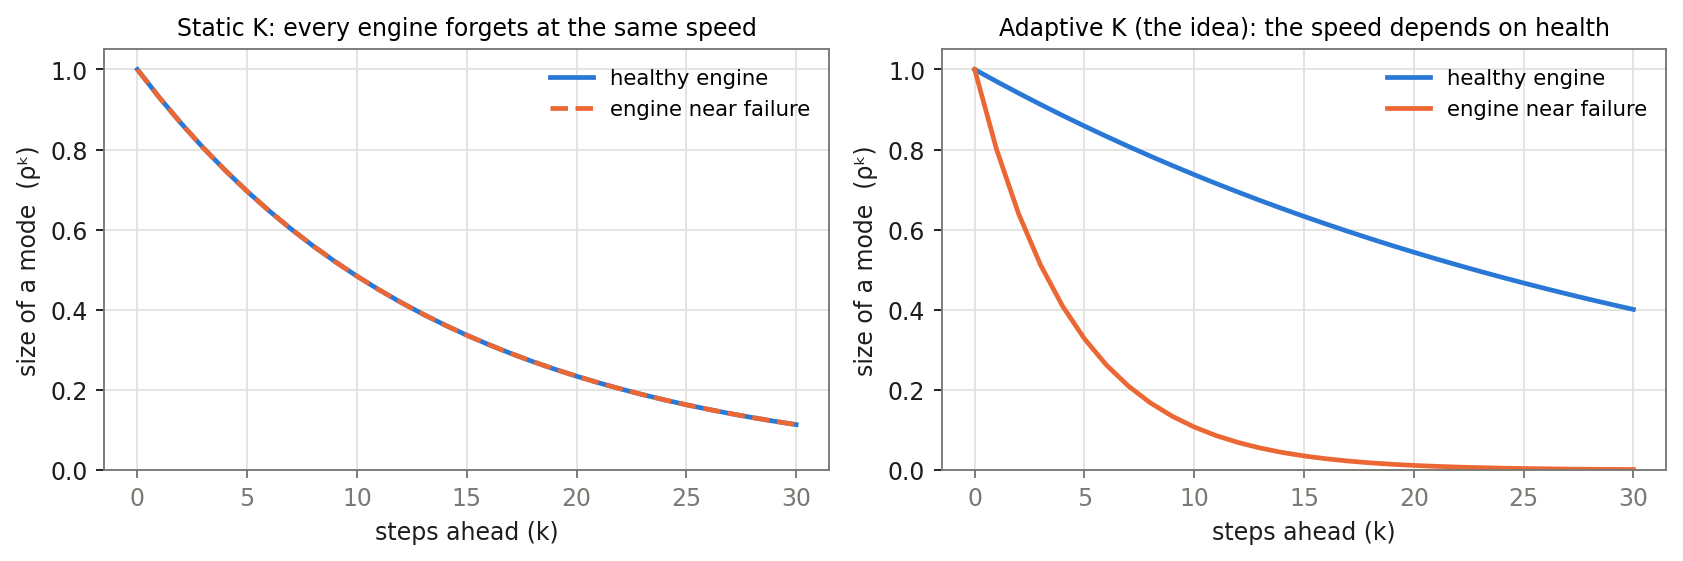 Static K: every engine forgets at the same speed
size of a mode  (ρᵏ)
1.0
0.8
0.6
0.4
0.2
0.0
healthy engine
engine near failure
0 5 10 15 20 25 30
steps ahead (k)
Adaptive K (the idea): the speed depends on health
size of a mode  (ρᵏ)
1.0
0.8
0.6
0.4
0.2
0.0
healthy engine
engine near failure
0 5 10 15 20 25 30
steps ahead (k)